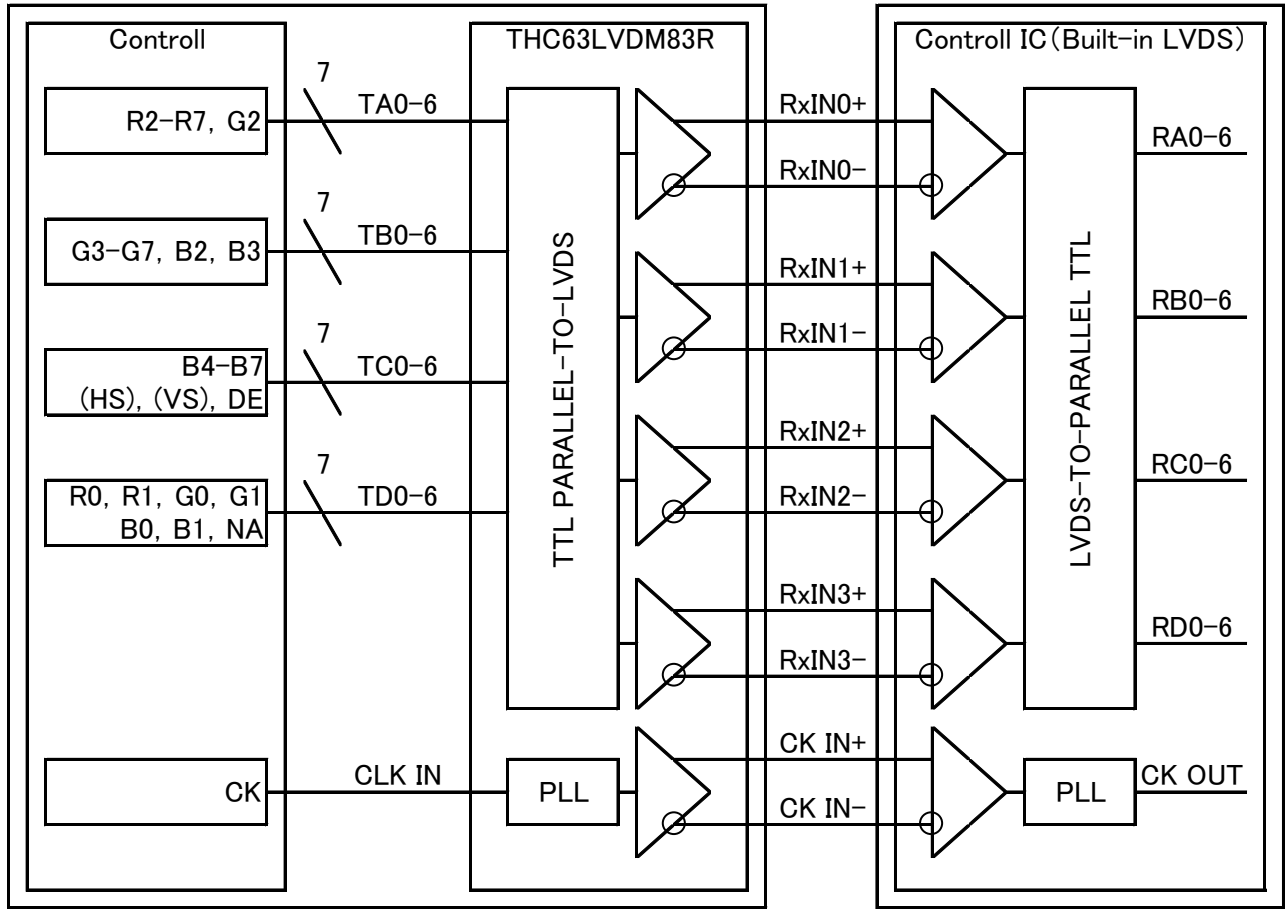 Controll
THC63LVDM83R
Controll IC(Built-in LVDS)
R2-R7, G2
7
TA0-6
RxIN0+
RxIN0-
RA0-6
G3-G7, B2, B3
7
TB0-6
RxIN1+
RxIN1-
RB0-6
B4-B7
(HS), (VS), DE
7
TC0-6
RxIN2+
RxIN2-
RC0-6
R0, R1, G0, G1
B0, B1, NA
7
TD0-6
RxIN3+
RxIN3-
RD0-6
TTL PARALLEL-TO-LVDS
LVDS-TO-PARALLEL TTL
CK
CLK IN
PLL
CK IN+
CK IN-
PLL
CK OUT